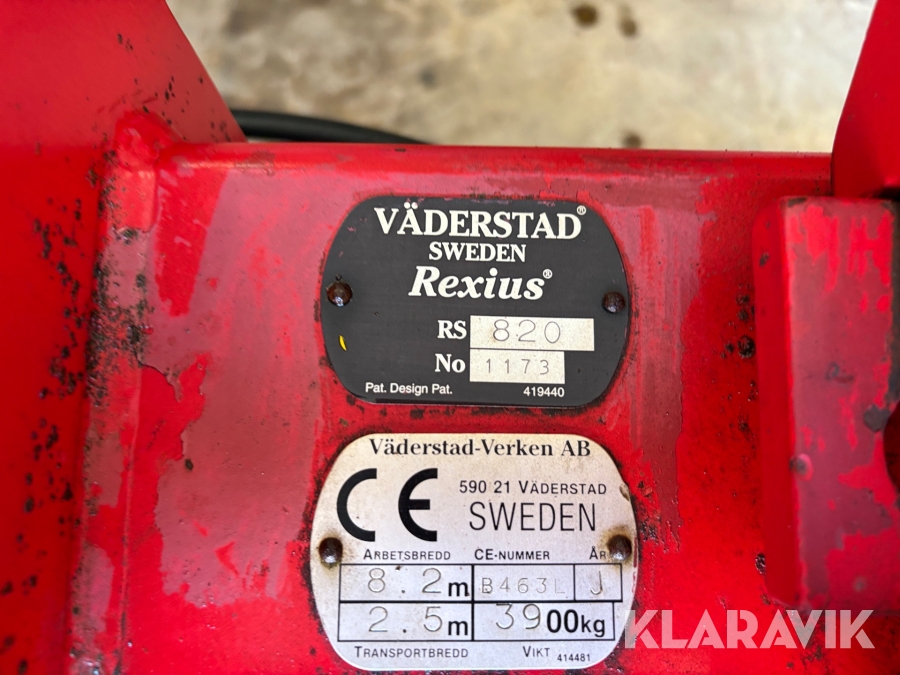 VÄDERSTAD®
SWEDEN
Rexius®
RS 820
No 1173
Pat. Design Pat. 419440
Väderstad-Verken AB
CE 590 21 VÄDERSTAD
SWEDEN
ARBETSBREDD CE-NUMMER ÅR
8.2m B463L J
2.5m 3900kg
TRANSPORTBREDD VIKT 414481
KLARAVIK